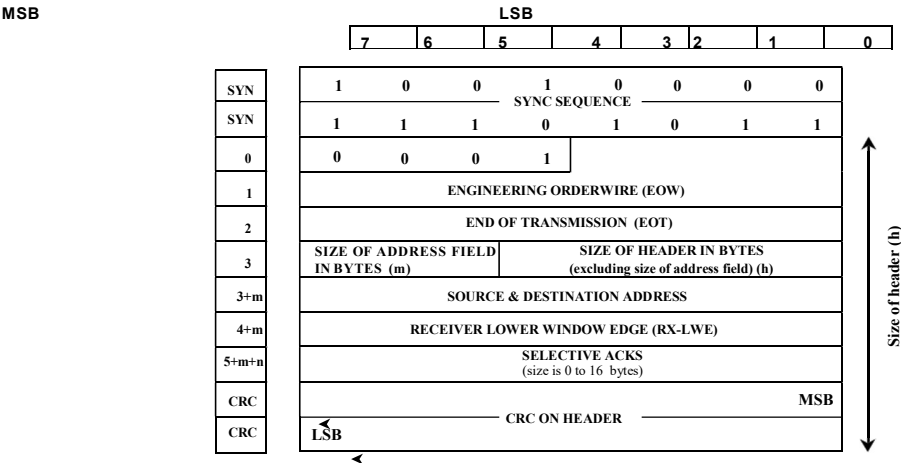 MSB LSB
7 6 5 4 3 2 1 0
SYN 1 0 0 1 0 0 0 0
SYNC SEQUENCE
SYN 1 1 1 0 1 0 1 1
0 0 0 0 1
1 ENGINEERING ORDERWIRE (EOW)
2 END OF TRANSMISSION (EOT)
3 SIZE OF ADDRESS FIELD IN BYTES (m) SIZE OF HEADER IN BYTES (excluding size of address field) (h)
3+m SOURCE & DESTINATION ADDRESS
4+m RECEIVER LOWER WINDOW EDGE (RX-LWE)
5+m+n SELECTIVE ACKS
(size is 0 to 16 bytes)
CRC MSB
CRC ON HEADER
CRC LSB
Size of header (h)